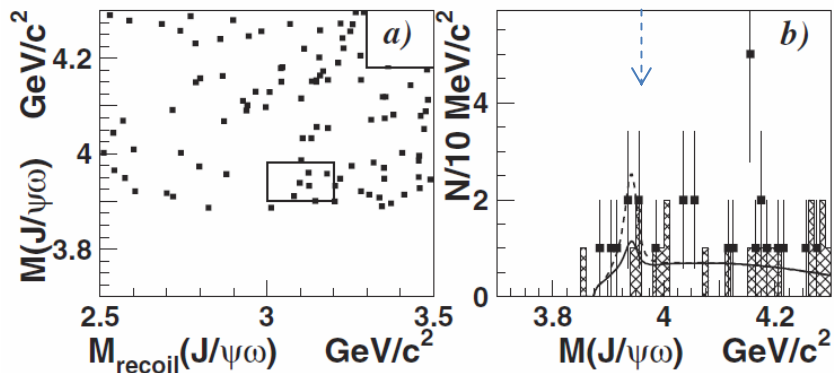 a)
M(J/ψω) GeV/c²
4.2
4
3.8
2.5 3 3.5
M_recoil(J/ψω) GeV/c²
b)
N/10 MeV/c²
4
2
0
3.8 4 4.2
M(J/ψω) GeV/c²